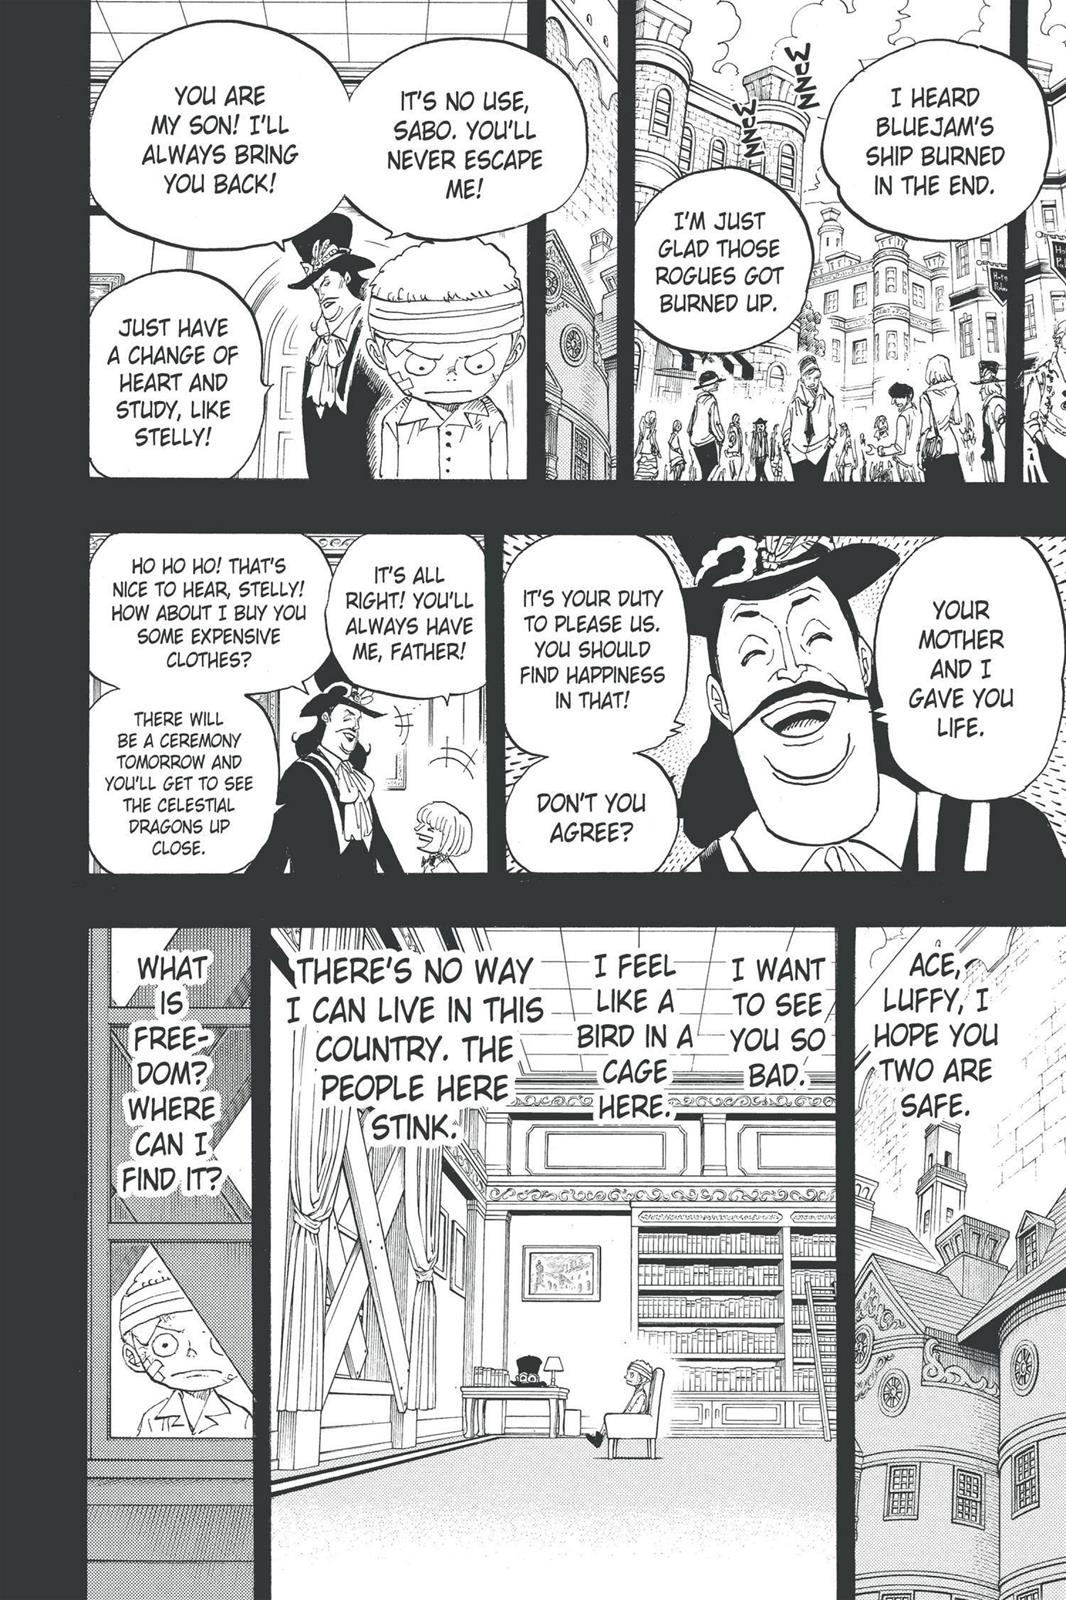 I HEARD
BLUEJAM'S
SHIP BURNED
IN THE END.
WUZZ
WUZZ
I'M JUST
GLAD THOSE
ROGUES GOT
BURNED UP.
IT'S NO USE,
SABO. YOU'LL
NEVER ESCAPE
ME!
YOU ARE
MY SON! I'LL
ALWAYS BRING
YOU BACK!
JUST HAVE
A CHANGE OF
HEART AND
STUDY, LIKE
STELLY!
YOUR
MOTHER
AND I
GAVE YOU
LIFE.
IT'S YOUR DUTY
TO PLEASE US.
YOU SHOULD
FIND HAPPINESS
IN THAT!
DON'T YOU
AGREE?
IT'S ALL
RIGHT! YOU'LL
ALWAYS HAVE
ME, FATHER!
HO HO HO! THAT'S
NICE TO HEAR, STELLY!
HOW ABOUT I BUY YOU
SOME EXPENSIVE
CLOTHES?
THERE WILL
BE A CEREMONY
TOMORROW AND
YOU'LL GET TO SEE
THE CELESTIAL
DRAGONS UP
CLOSE.
ACE,
LUFFY, I
HOPE YOU
TWO ARE
SAFE.
I WANT
TO SEE
YOU SO
BAD.
I FEEL
LIKE A
BIRD IN A
CAGE
HERE.
THERE'S NO WAY
I CAN LIVE IN THIS
COUNTRY. THE
PEOPLE HERE
STINK.
WHAT
IS
FREE-
DOM?
WHERE
CAN I
FIND IT?